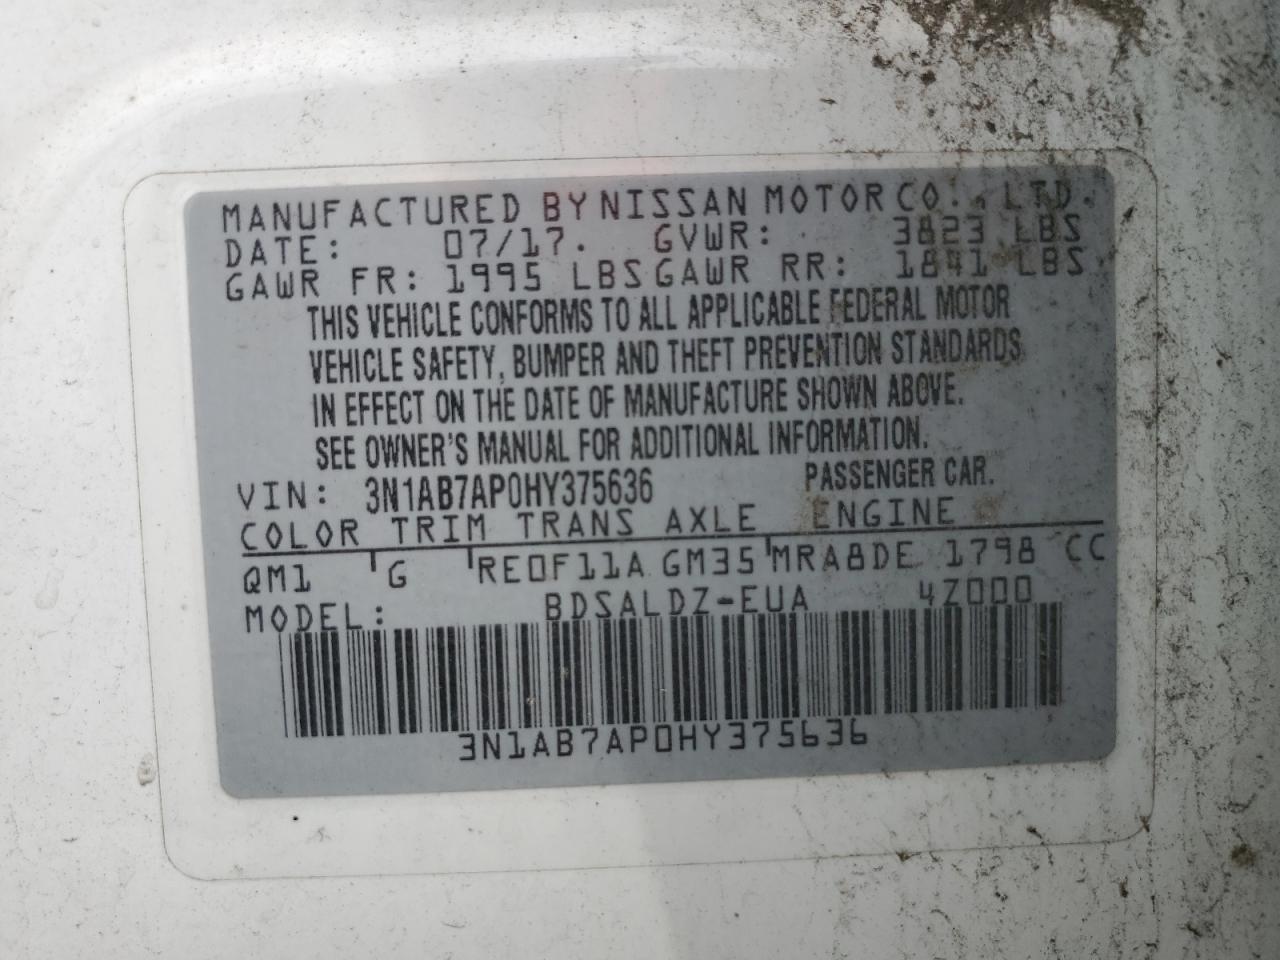 MANUFACTURED BY NISSAN MOTOR CO., LTD.
DATE: 07/17. GVWR: 3823 LBS
GAWR FR: 1995 LBS GAWR RR: 1841 LBS
THIS VEHICLE CONFORMS TO ALL APPLICABLE FEDERAL MOTOR
VEHICLE SAFETY, BUMPER AND THEFT PREVENTION STANDARDS
IN EFFECT ON THE DATE OF MANUFACTURE SHOWN ABOVE.
SEE OWNER'S MANUAL FOR ADDITIONAL INFORMATION.
VIN: 3N1AB7AP0HY375636 PASSENGER CAR.
COLOR TRIM TRANS AXLE ENGINE
QM1 G RE0F11A GM35 MRA8DE 1798 CC
MODEL: BDSALDZ-EUA 4Z000
3N1AB7AP0HY375636